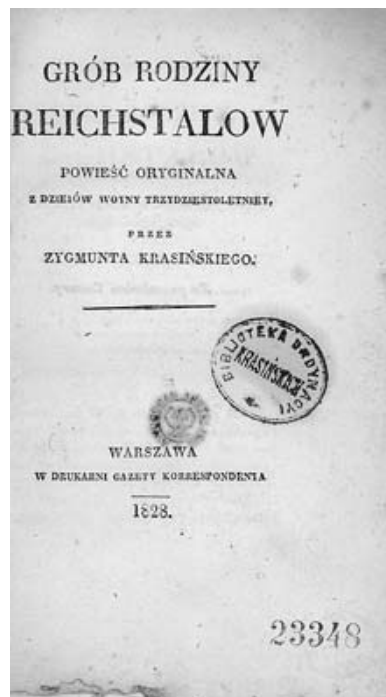 GRÓB RODZINY
REICHSTALOW
POWIEŚĆ ORYGINALNA
Z DZIEIÓW WOYNY TRZYDZIESTOLETNIEY,
PRZEZ
ZYGMUNTA KRASIŃSKIEGO.
BIBLIOTEKA ORDYNACYI
KRASIŃSKICH
WARSZAWA
W DRUKARNI GAZETY KORRESPONDENTA
1828.
23348